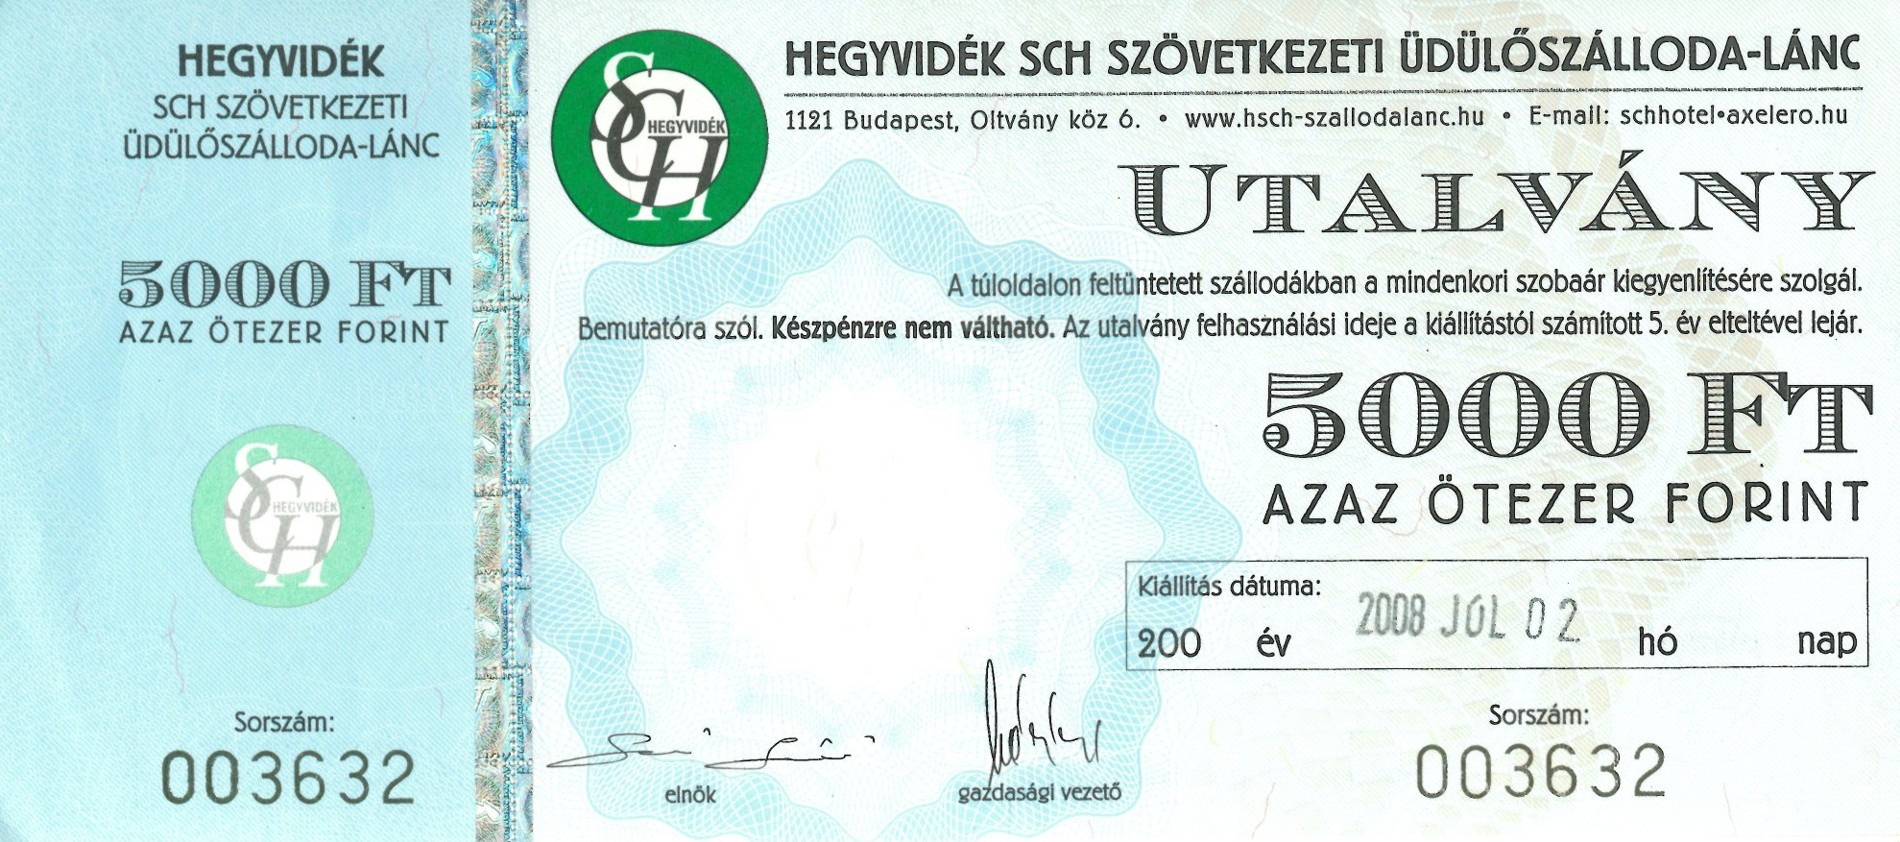 HEGYVIDÉK
SCH SZÖVETKEZETI
ÜDÜLŐSZÁLLODA-LÁNC
5000 FT
AZAZ ÖTEZER FORINT
SCH HEGYVIDÉK
Sorszám:
003632
SCH HEGYVIDÉK
HEGYVIDÉK SCH SZÖVETKEZETI ÜDÜLŐSZÁLLODA-LÁNC
1121 Budapest, Oltvány köz 6. • www.hsch-szallodalanc.hu • E-mail: schhotel•axelero.hu
UTALVÁNY
A túloldalon feltüntetett szállodákban a mindenkori szobaár kiegyenlítésére szolgál.
Bemutatóra szól. Készpénzre nem váltható. Az utalvány felhasználási ideje a kiállítástól számított 5. év elteltével lejár.
5000 FT
AZAZ ÖTEZER FORINT
Kiállítás dátuma:
200 év 2008 JÚL 02 hó nap
elnök
gazdasági vezető
Sorszám:
003632